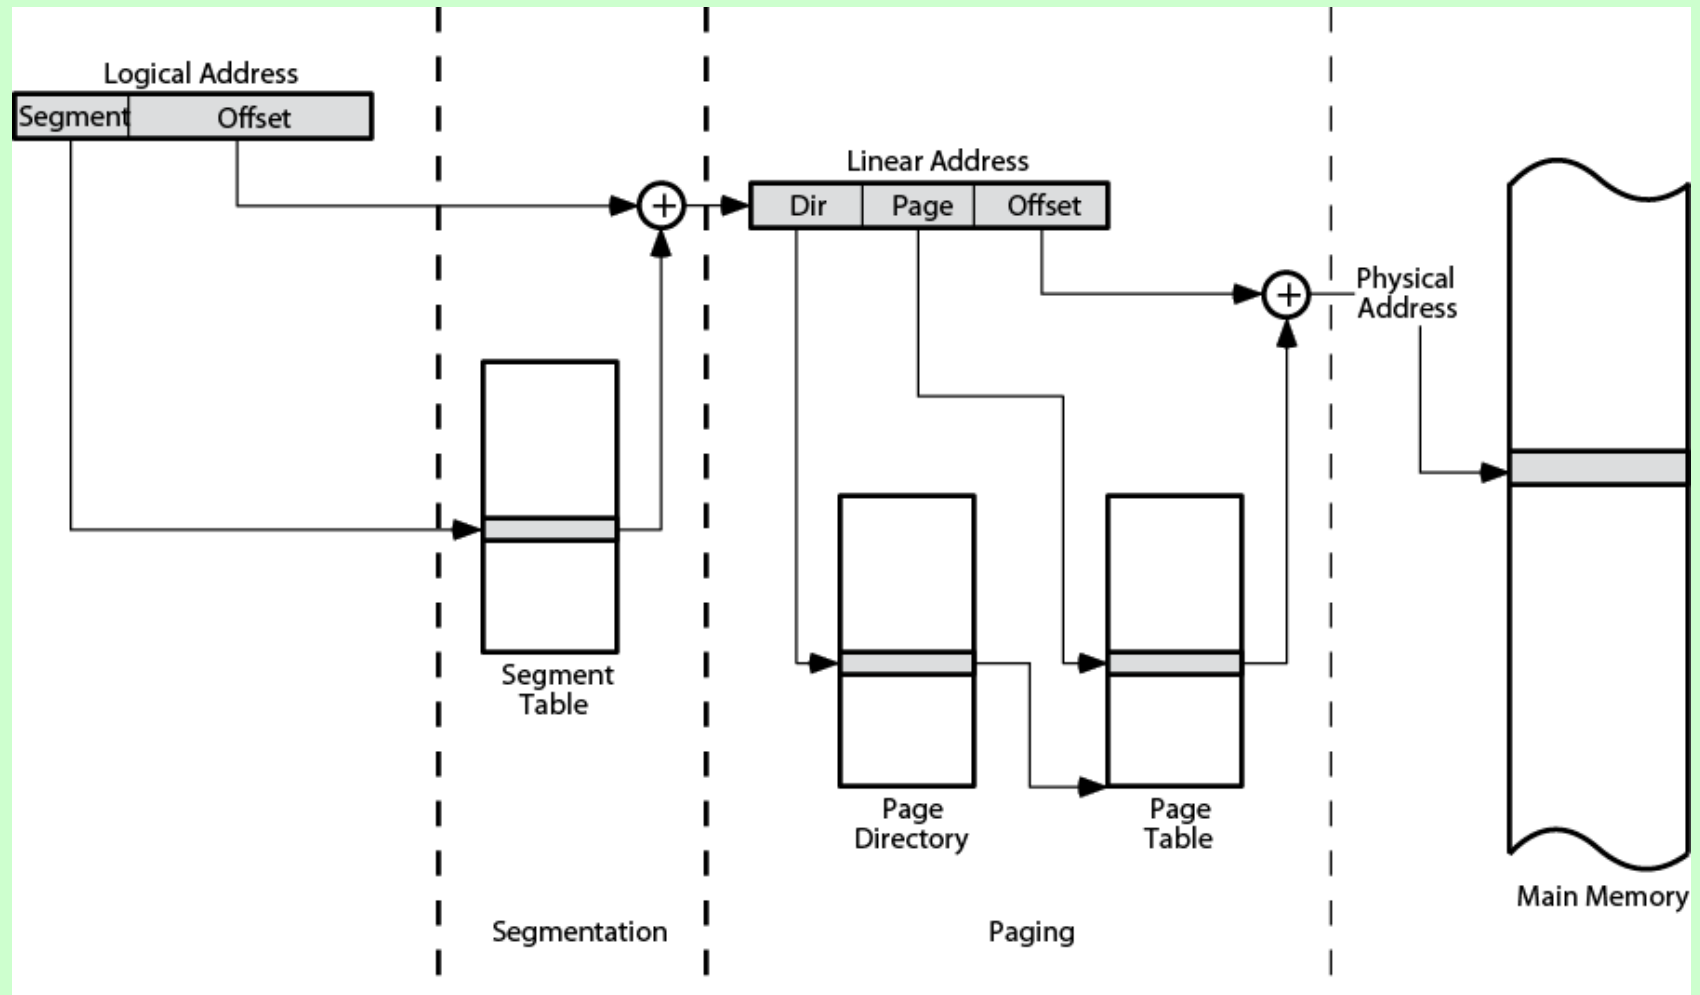 Logical Address
Segment Offset
Linear Address
Dir Page Offset
+
+
Physical
Address
Segment
Table
Page
Directory
Page
Table
Main Memory
Segmentation
Paging